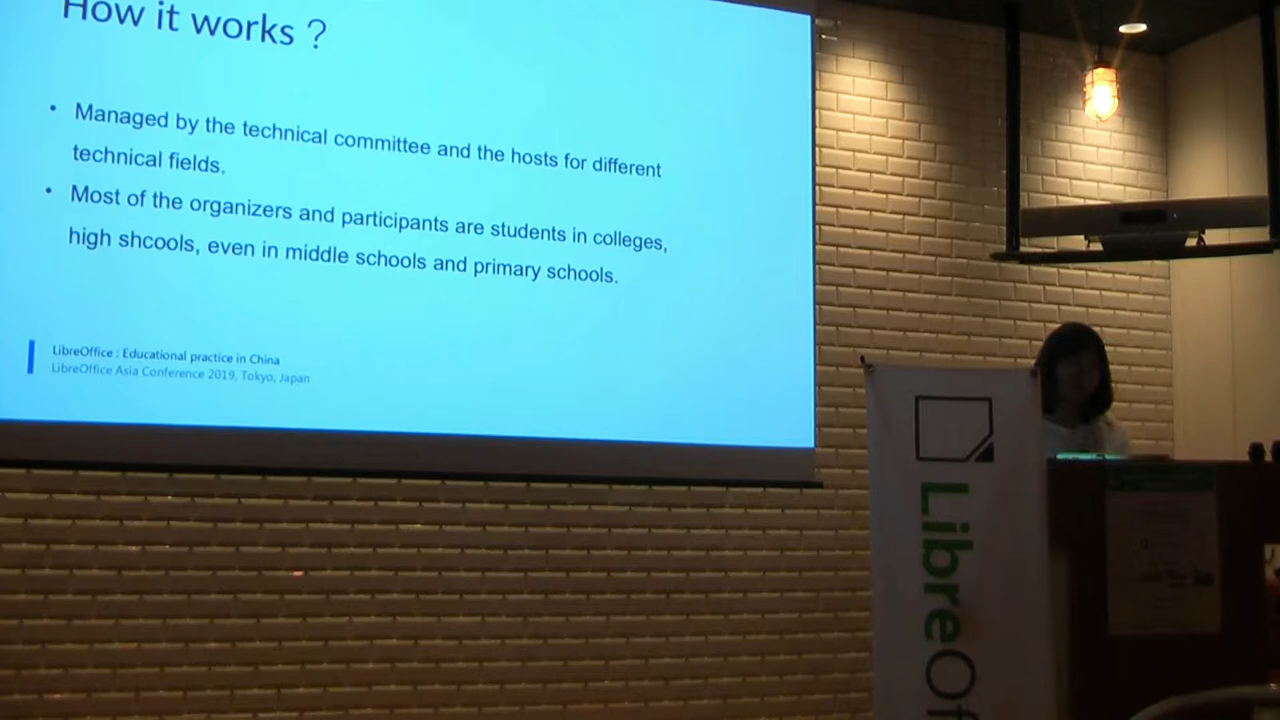 How it works ?
• Managed by the technical committee and the hosts for different
technical fields.
• Most of the organizers and participants are students in colleges,
high shcools, even in middle schools and primary schools.
LibreOffice : Educational practice in China
LibreOffice Asia Conference 2019, Tokyo, Japan
LibreOf